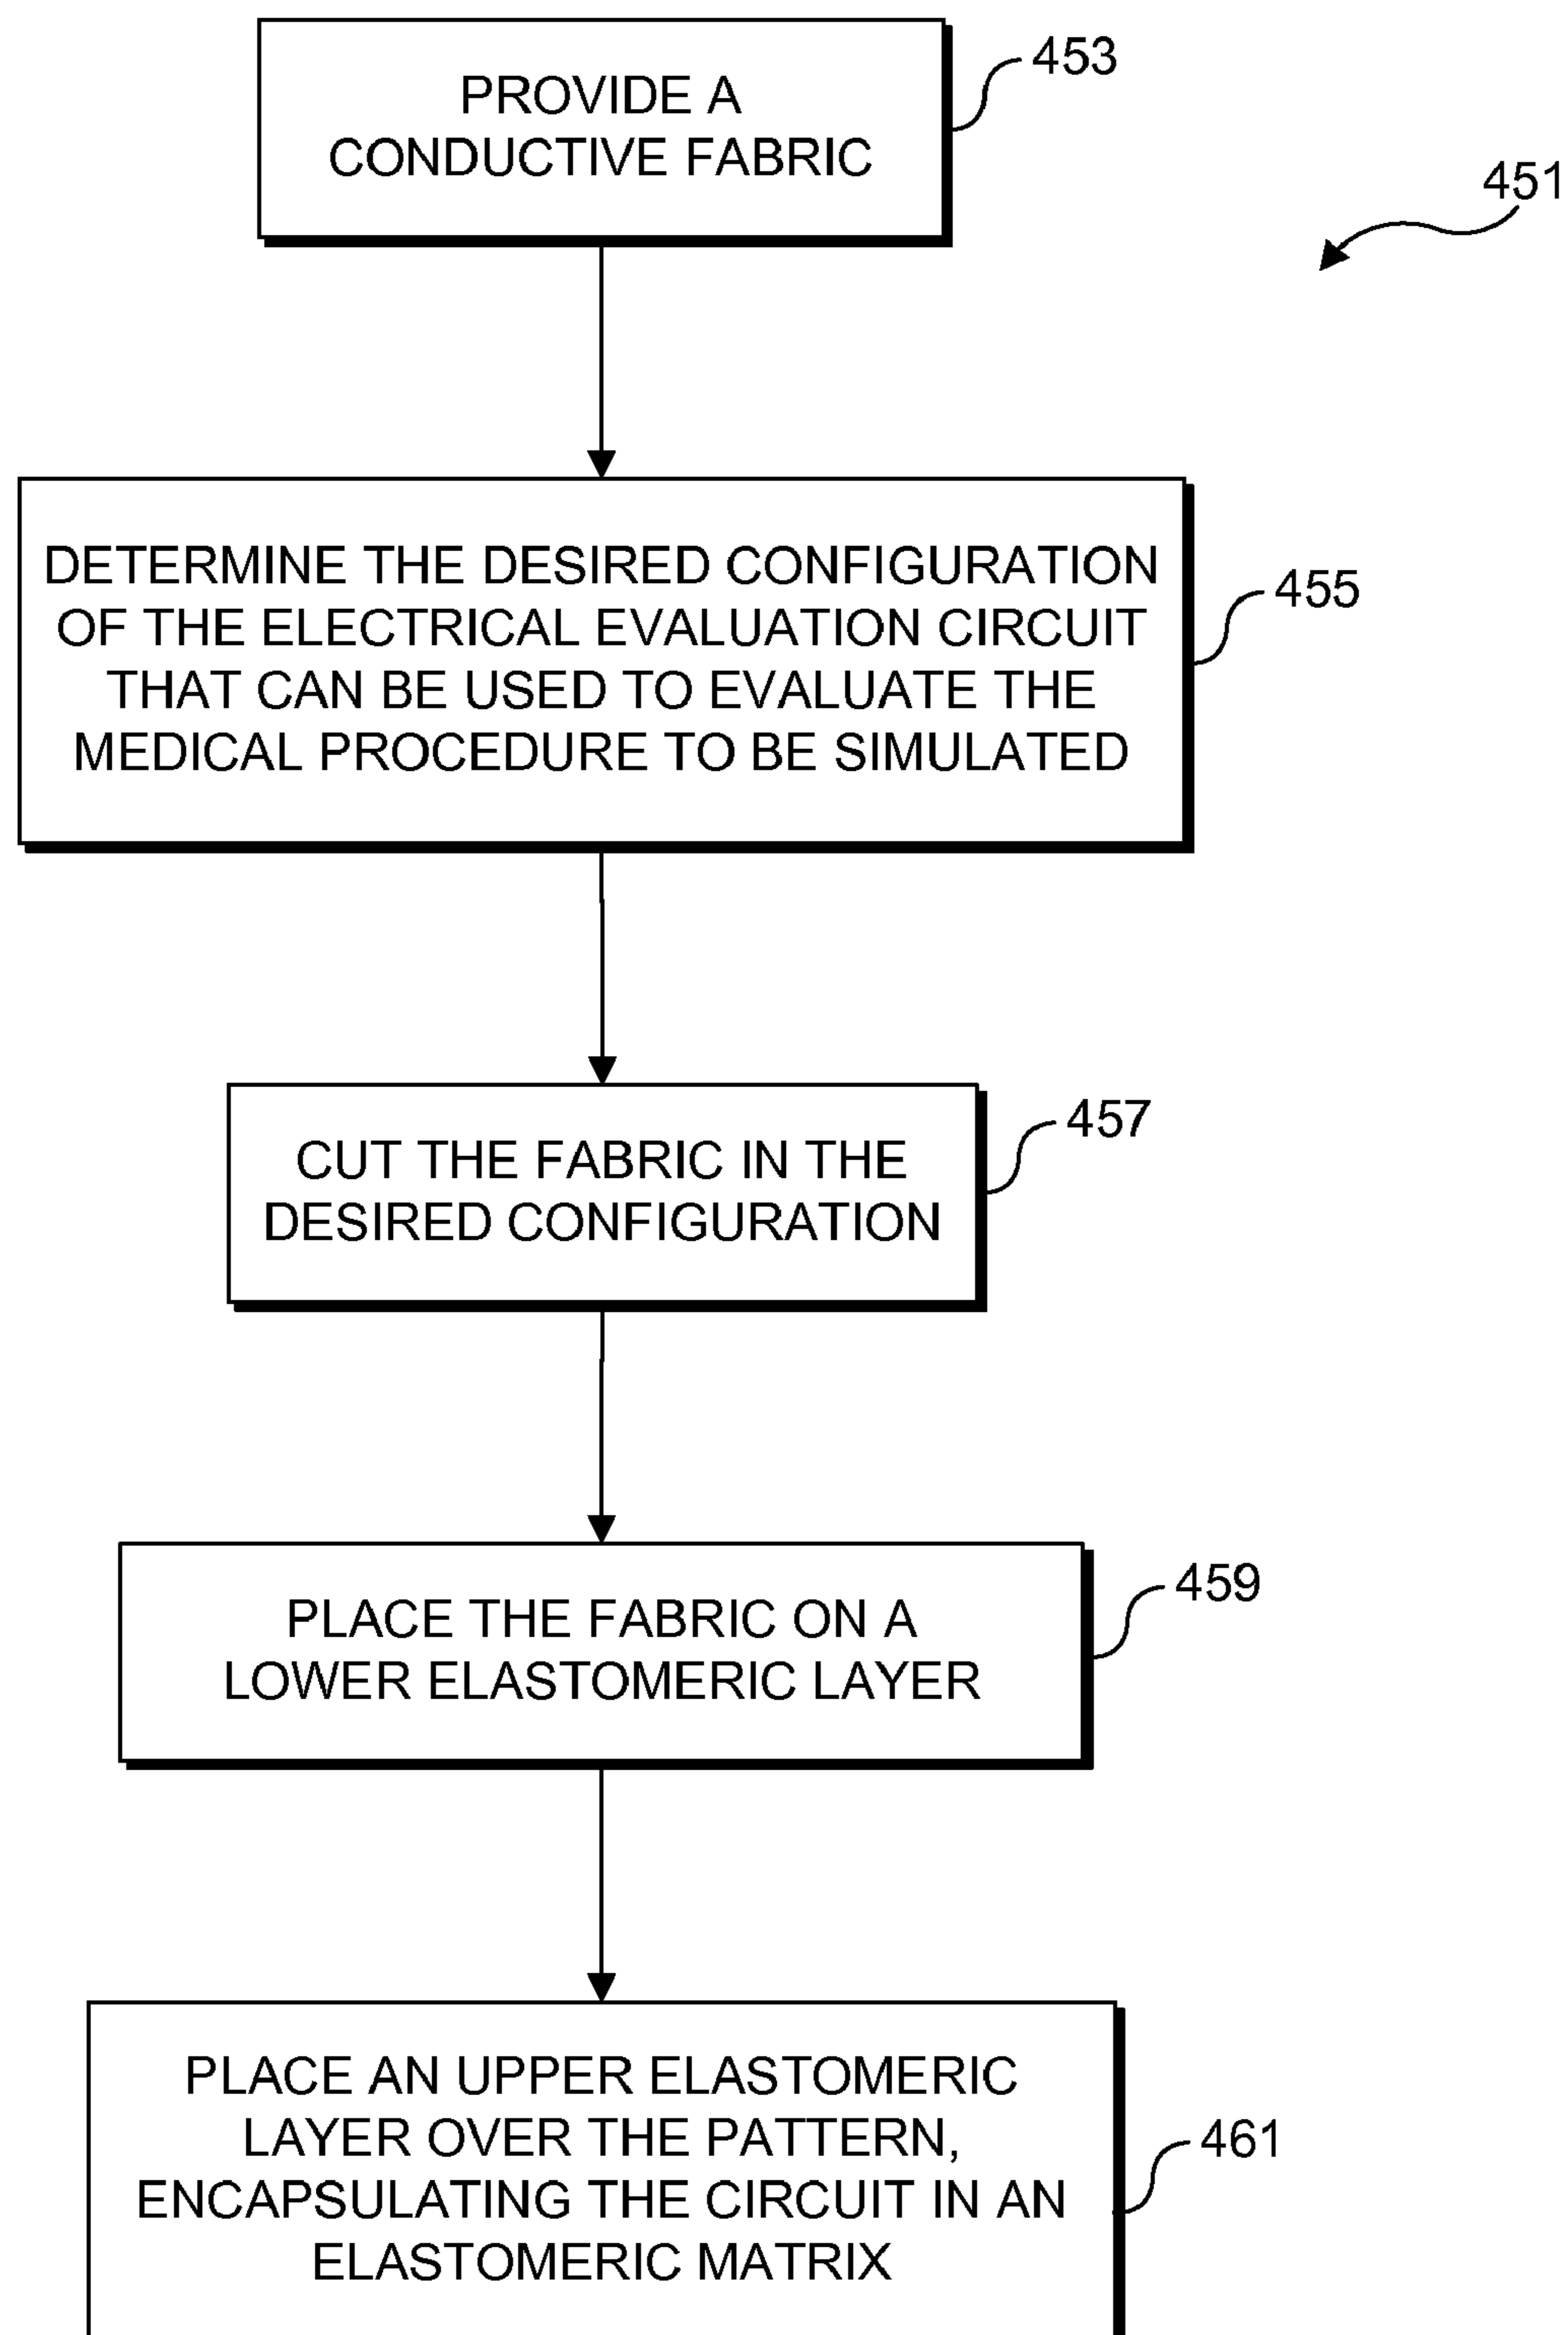 PROVIDE A
CONDUCTIVE FABRIC
453
451
DETERMINE THE DESIRED CONFIGURATION
OF THE ELECTRICAL EVALUATION CIRCUIT
THAT CAN BE USED TO EVALUATE THE
MEDICAL PROCEDURE TO BE SIMULATED
455
CUT THE FABRIC IN THE
DESIRED CONFIGURATION
457
PLACE THE FABRIC ON A
LOWER ELASTOMERIC LAYER
459
PLACE AN UPPER ELASTOMERIC
LAYER OVER THE PATTERN,
ENCAPSULATING THE CIRCUIT IN AN
ELASTOMERIC MATRIX
461